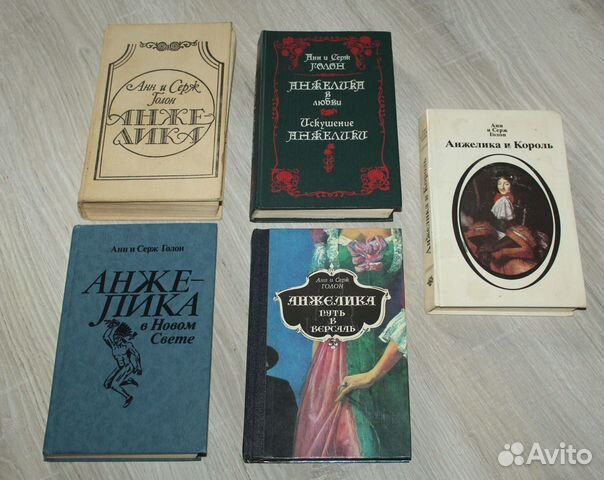 Анн и Серж
Голон
АНЖЕ-
ЛИКА
Анн и Серж
ГОЛОН
АНЖЕЛИКА
В
ЛЮБВИ
Искушение
АНЖЕЛИКИ
Анн
и Серж
Голон
Анжелика и Король
Анжелика и Король
Анн и Серж Голон
АНЖЕ-
ЛИКА
в Новом
Свете
Анн и Серж
ГОЛОН
АНЖЕЛИКА
ПУТЬ В
ВЕРСАЛЬ
Avito